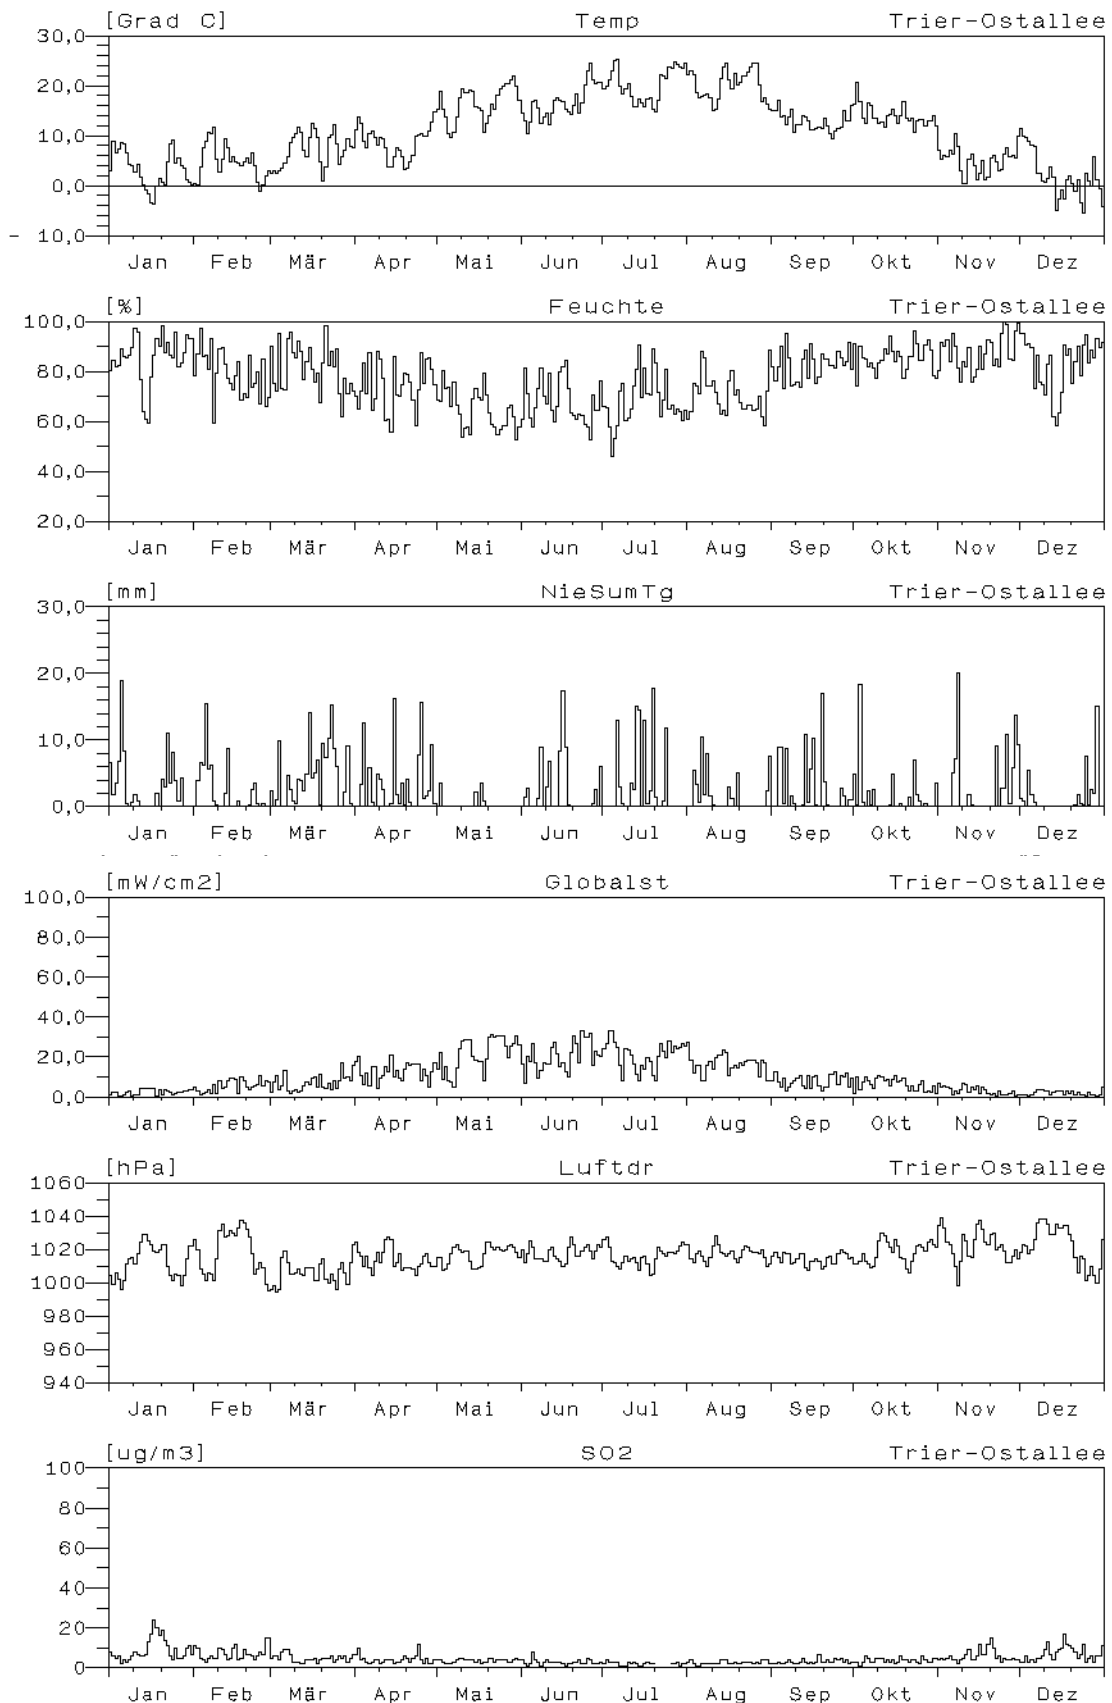 [Grad C] Temp Trier-Ostallee
30,0
20,0
10,0
0,0
- 10,0
Jan Feb Mär Apr Mai Jun Jul Aug Sep Okt Nov Dez
[%] Feuchte Trier-Ostallee
100,0
80,0
60,0
40,0
20,0
Jan Feb Mär Apr Mai Jun Jul Aug Sep Okt Nov Dez
[mm] NieSumTg Trier-Ostallee
30,0
20,0
10,0
0,0
Jan Feb Mär Apr Mai Jun Jul Aug Sep Okt Nov Dez
[mW/cm2] Globalst Trier-Ostallee
100,0
80,0
60,0
40,0
20,0
0,0
Jan Feb Mär Apr Mai Jun Jul Aug Sep Okt Nov Dez
[hPa] Luftdr Trier-Ostallee
1060
1040
1020
1000
980
960
940
Jan Feb Mär Apr Mai Jun Jul Aug Sep Okt Nov Dez
[ug/m3] SO2 Trier-Ostallee
100
80
60
40
20
0
Jan Feb Mär Apr Mai Jun Jul Aug Sep Okt Nov Dez